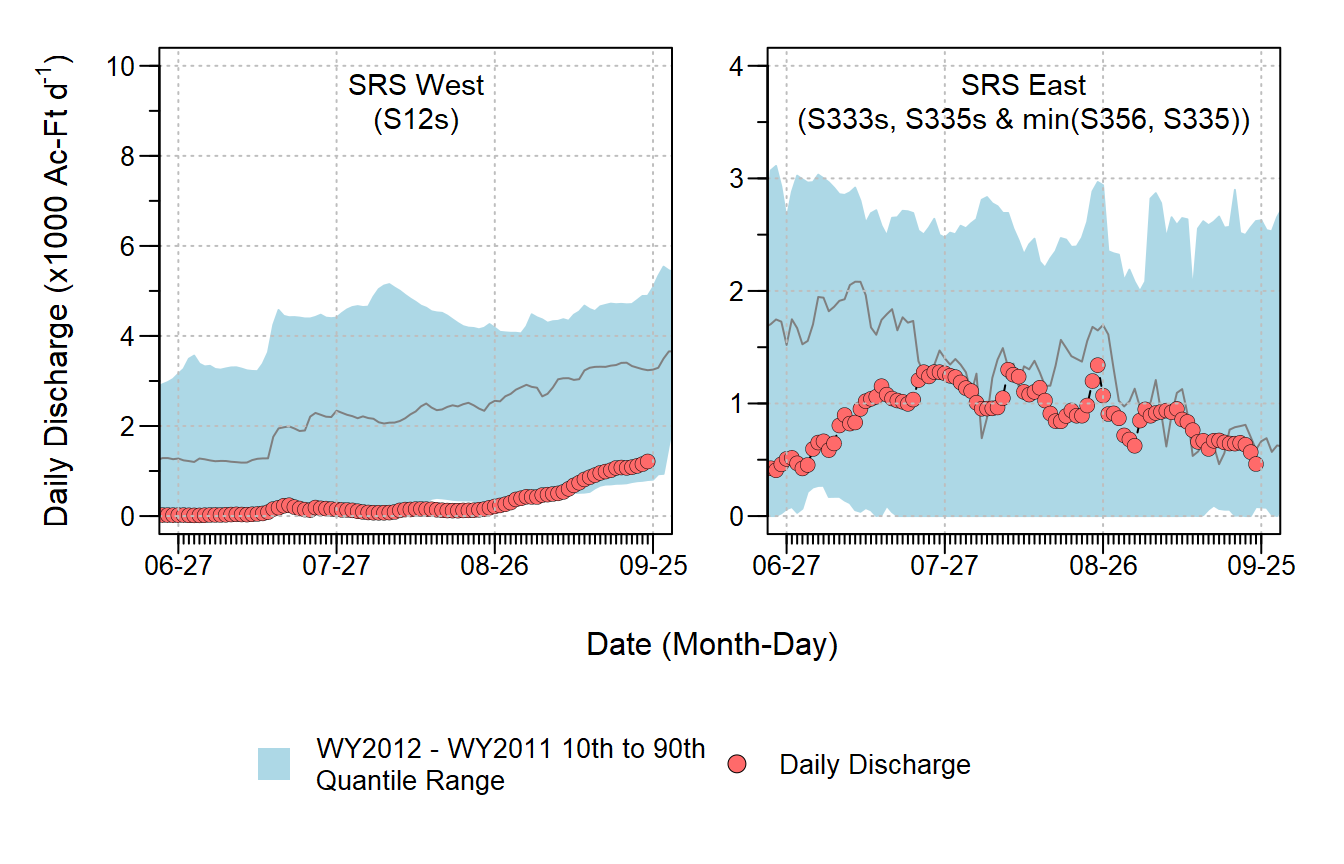 Daily Discharge (x1000 Ac-Ft d-1)
10
8
6
4
2
0
SRS West
(S12s)
06-27 07-27 08-26 09-25
4
3
2
1
0
SRS East
(S333s, S335s & min(S356, S335))
06-27 07-27 08-26 09-25
Date (Month-Day)
WY2012 - WY2011 10th to 90th
Quantile Range
Daily Discharge